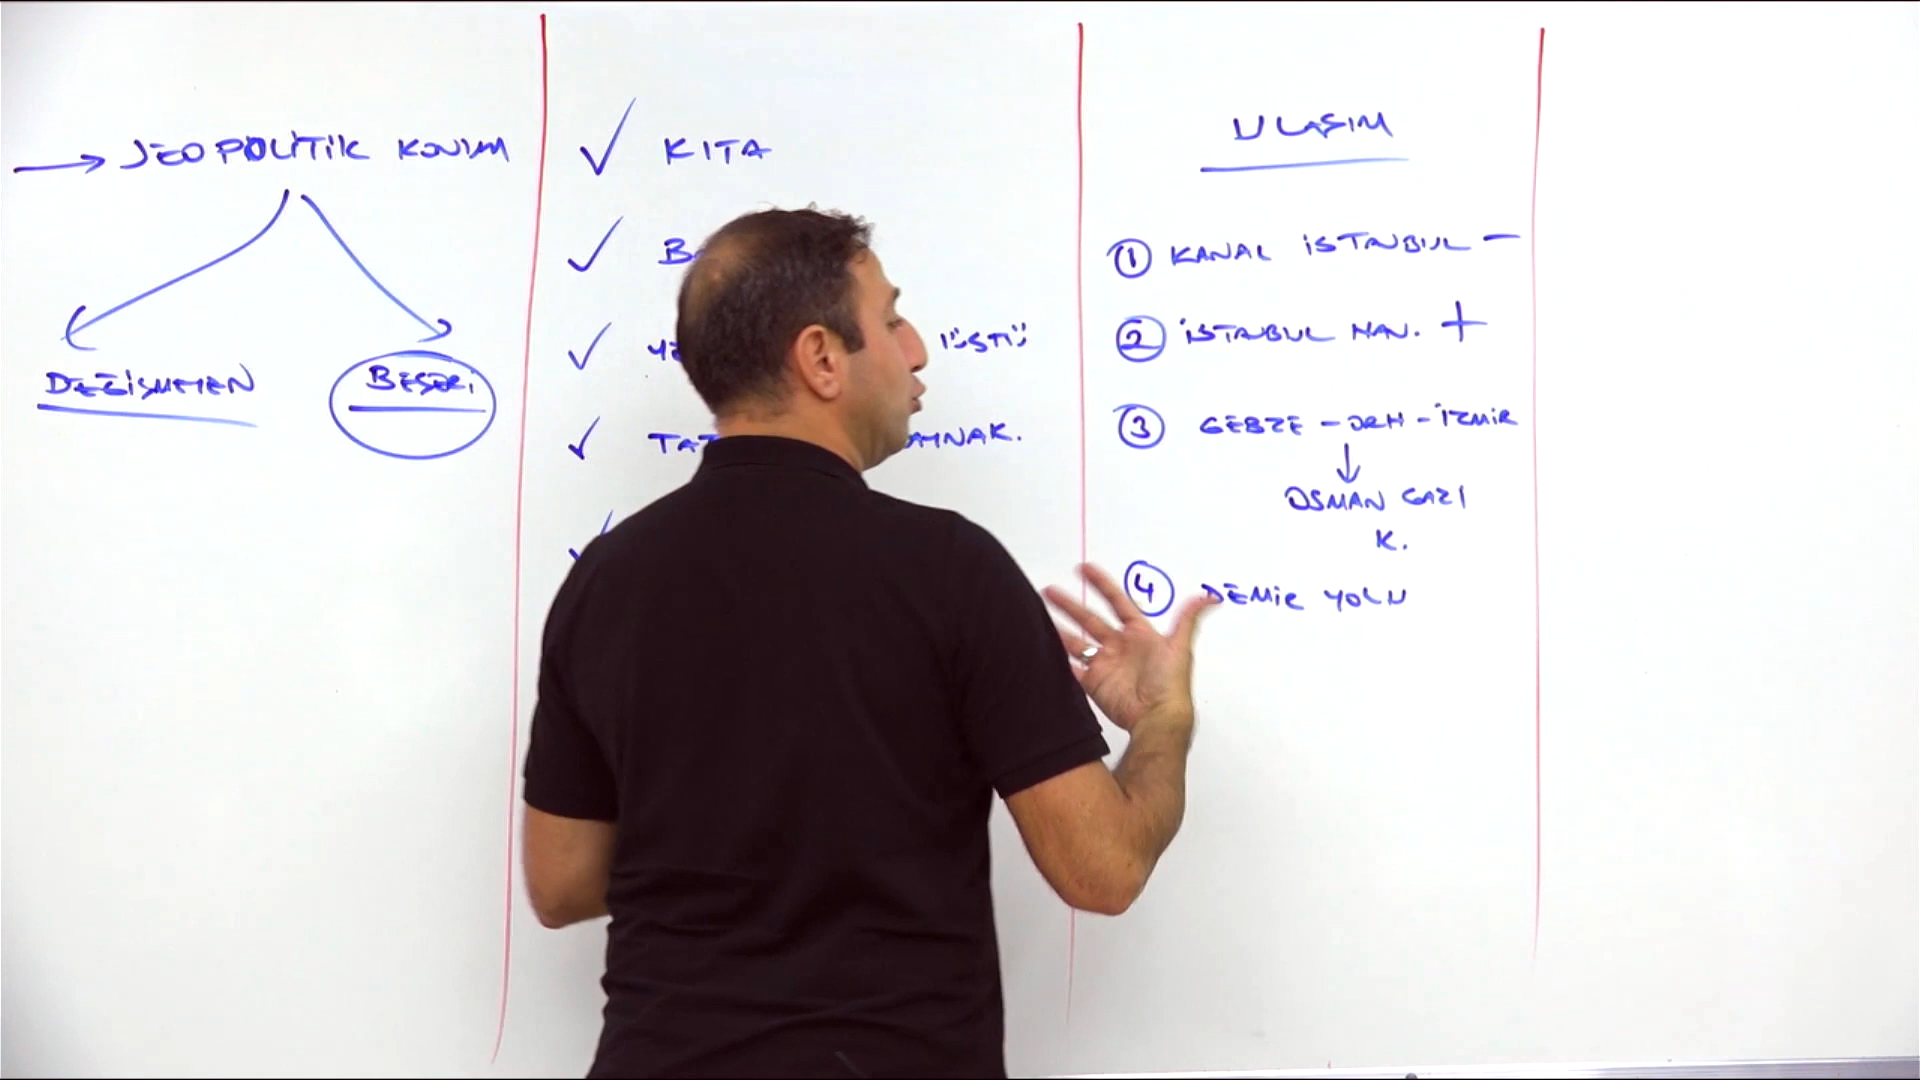 → JEOPOLİTİK KONUM
DEĞİŞMEYEN
BEŞERİ
✓ KITA
✓
✓ ÜSTÜ
✓
ULAŞIM
1 KANAL İSTANBUL -
2 İSTANBUL HAV. +
3 GEBZE - ORH - İZMİR
↓
OSMAN GAZI
K.
4 DEMİR YOLU